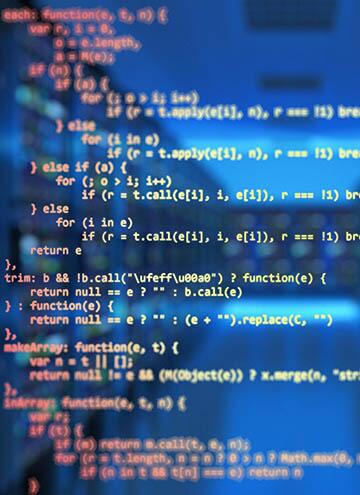 each: function(e, t, n) {
var r, i = 0,
o = e.length,
a = M(e);
if (n) {
if (a) {
for (; o > i; i++)
if (r = t.apply(e[i], n), r === !1) bre
} else
for (i in e)
if (r = t.apply(e[i], n), r === !1) bre
} else if (a) {
for (; o > i; i++)
if (r = t.call(e[i], i, e[i]), r === !1) bre
} else
for (i in e)
if (r = t.call(e[i], i, e[i]), r === !1) bre
return e
},
trim: b && !b.call("\ufeff\u00a0") ? function(e) {
return null == e ? "" : b.call(e)
} : function(e) {
return null == e ? "" : (e + "").replace(C, "")
},
makeArray: function(e, t) {
var n = t || [];
return null != e && (M(Object(e)) ? x.merge(n, "stri
},
inArray: function(e, t, n) {
var r;
if (t) {
if (m) return m.call(t, e, n);
for (r = t.length, n = n ? 0 > n ? Math.max(0,
if (n in t && t[n] === e) return n
}